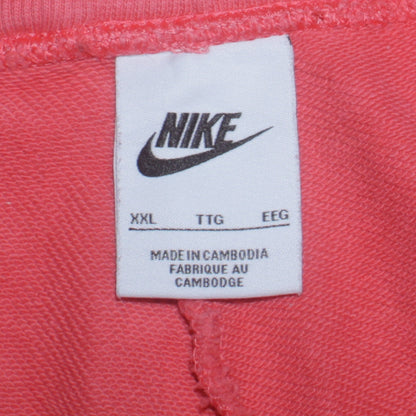 NIKE
XXL TTG EEG
MADE IN CAMBODIA
FABRIQUE AU
CAMBODGE